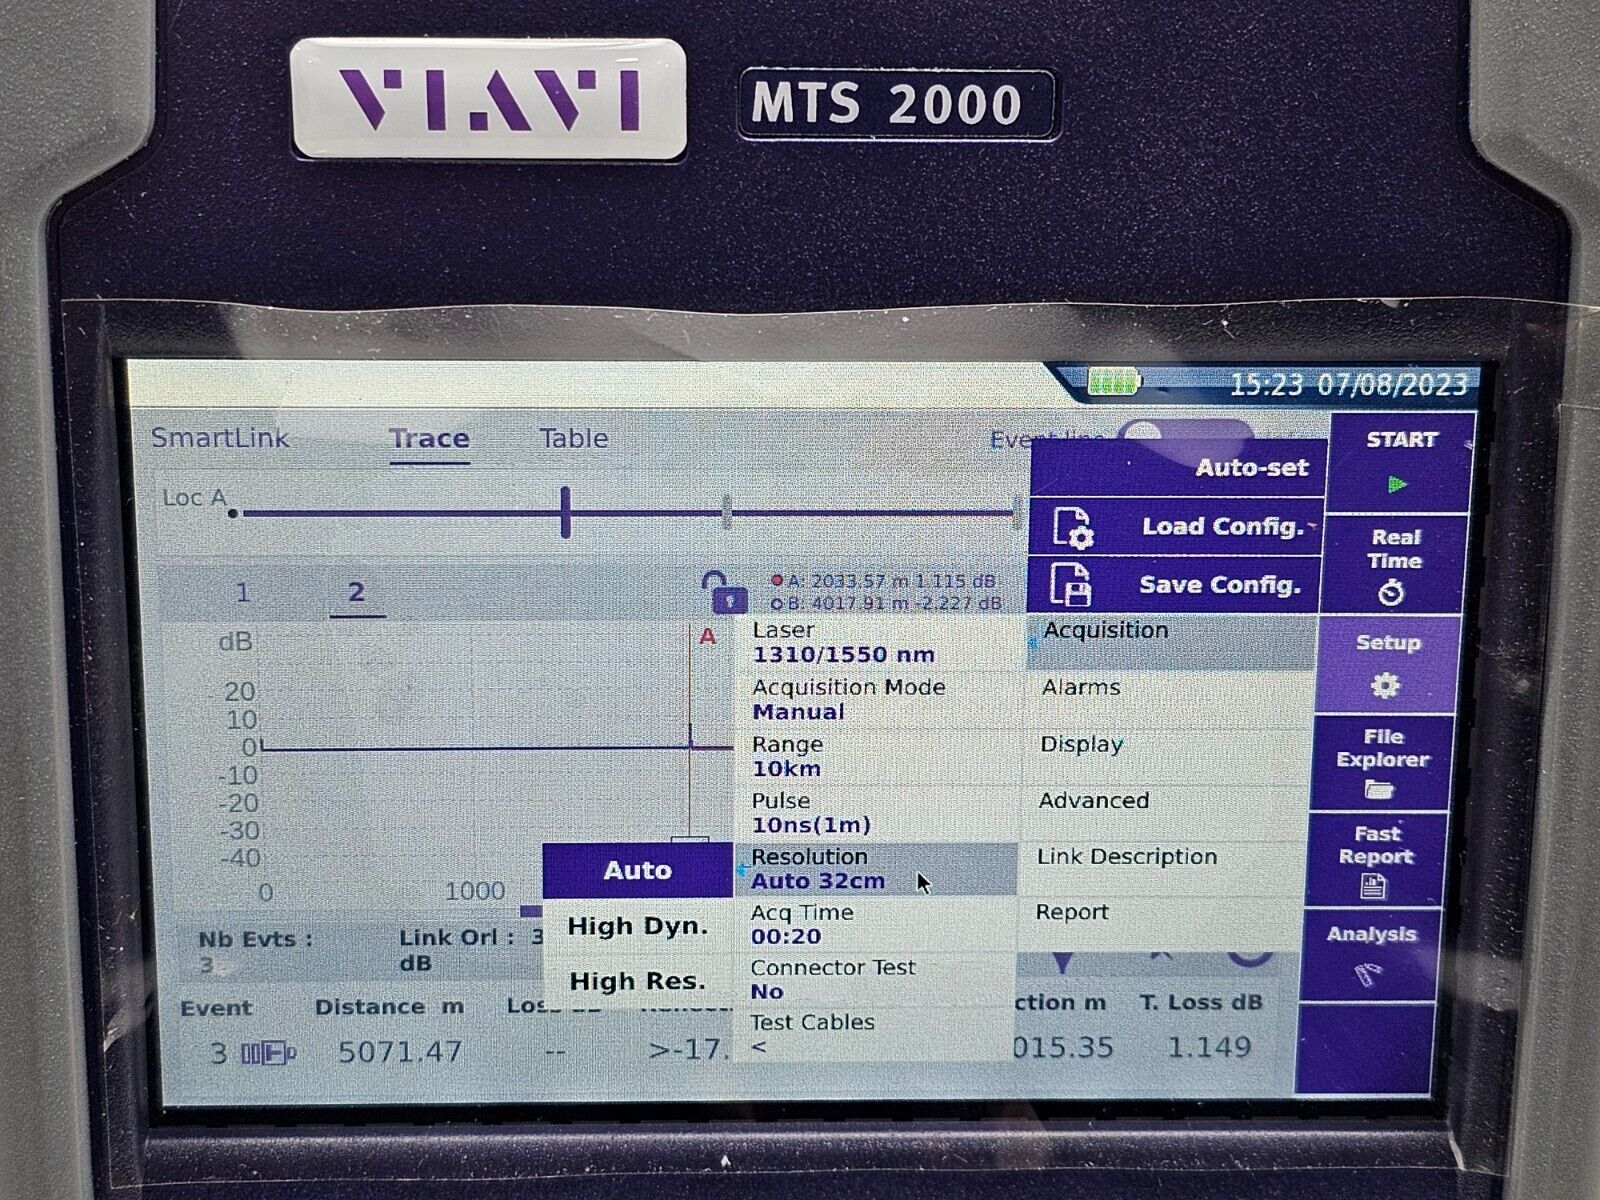 VIAVI
MTS 2000
15:23 07/08/2023
SmartLink
Trace
Table
START
Auto-set
Loc A
Load Config.
Save Config.
Real
Time
1
2
A: 2033.57 m 1.115 dB
B: 4017.91 m -2.227 dB
dB
A
20
10
0
-10
-20
-30
-40
0
1000
Laser
1310/1550 nm
Acquisition Mode
Manual
Range
10km
Pulse
10ns(1m)
Resolution
Auto 32cm
Acq Time
00:20
Connector Test
No
Test Cables
<
Auto
High Dyn.
High Res.
Acquisition
Alarms
Display
Advanced
Link Description
Report
Setup
File
Explorer
Fast
Report
Analysis
Nb Evts :
3
Link Orl : 3
dB
Event
Distance m
ction m
T. Loss dB
3
5071.47
--
>-17.
015.35
1.149